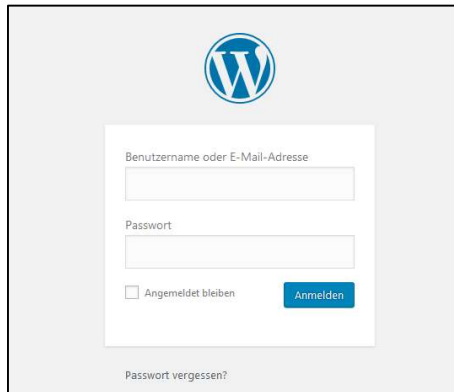 Benutzername oder E-Mail-Adresse
Passwort
Angemeldet bleiben
Anmelden
Passwort vergessen?